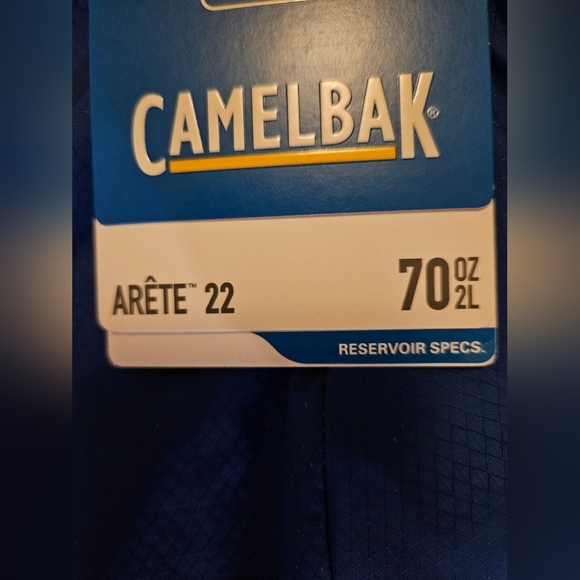 CAMELBAK®
ARÊTE™ 22
70 OZ
2L
RESERVOIR SPECS.